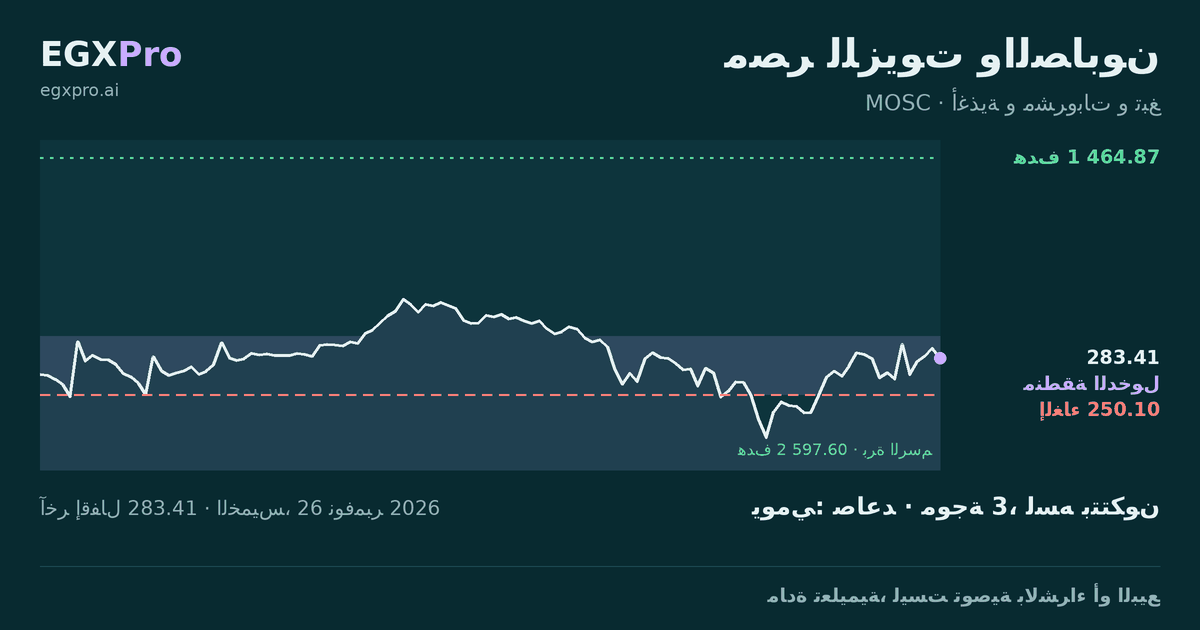 EGXPro
egxpro.ai
مصر للزيوت والصابون
MOSC · أغذية و مشروبات و تبغ
هدف 1 464.87
283.41
منطقة الدخول
إلغاء 250.10
هدف 2 597.60 · برة الرسم
يومي: صاعد · موجة 3، لسه بتتكون
آخر إقفال 283.41 · الخميس، 26 نوفمبر 2026
مادة تعليمية، ليست توصية بالشراء أو البيع